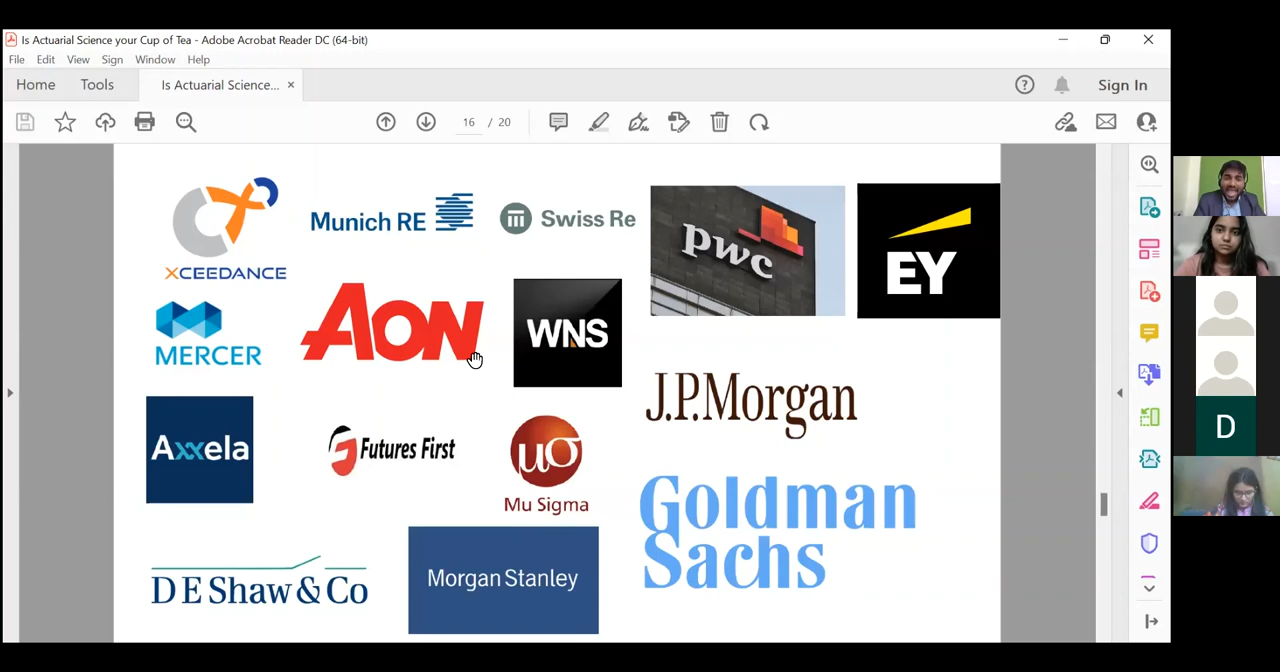 Is Actuarial Science your Cup of Tea - Adobe Acrobat Reader DC (64-bit)
File Edit View Sign Window Help
Home Tools Is Actuarial Science... × Sign In
16 / 20
XCEEDANCE
Munich RE
Swiss Re
pwc
EY
MERCER
AON
WNS
J.P.Morgan
Axxela
Futures First
μσ
Mu Sigma
Goldman
Sachs
D E Shaw & Co
Morgan Stanley
D